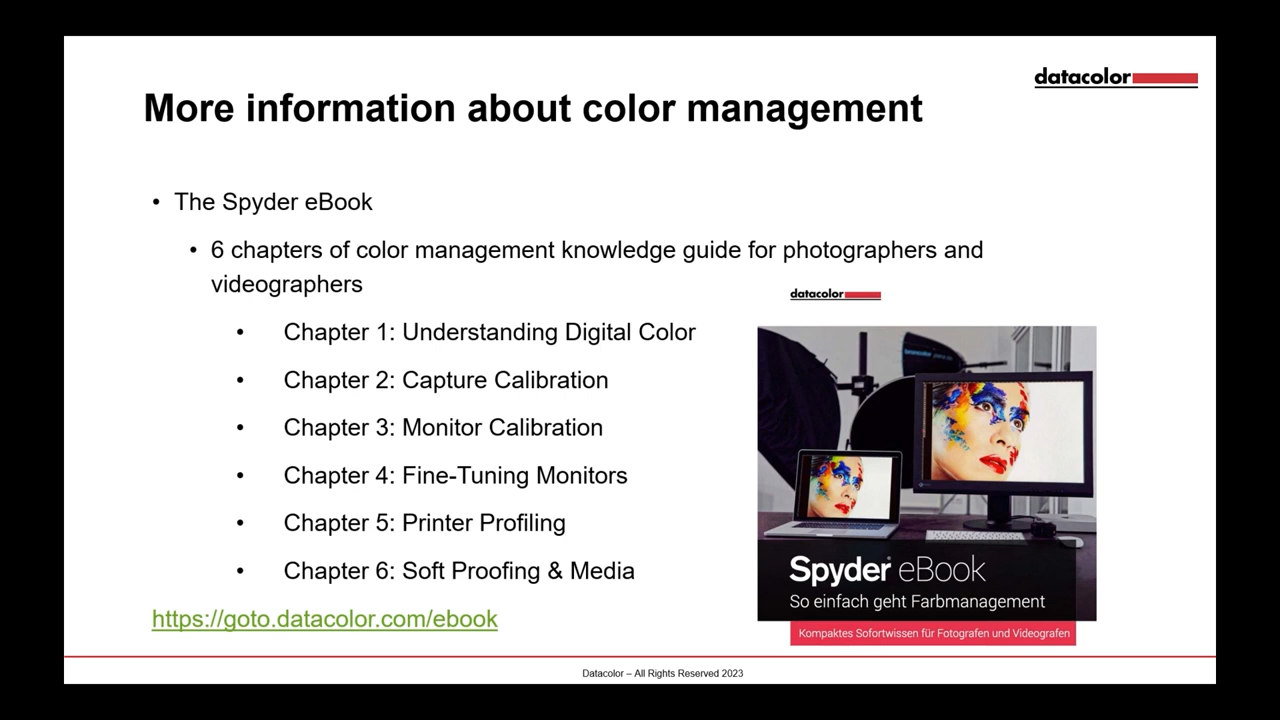 datacolor
More information about color management
• The Spyder eBook
• 6 chapters of color management knowledge guide for photographers and
videographers
• Chapter 1: Understanding Digital Color
• Chapter 2: Capture Calibration
• Chapter 3: Monitor Calibration
• Chapter 4: Fine-Tuning Monitors
• Chapter 5: Printer Profiling
• Chapter 6: Soft Proofing & Media
https://goto.datacolor.com/ebook
datacolor
Spyder® eBook
So einfach geht Farbmanagement
Kompaktes Sofortwissen für Fotografen und Videografen
Datacolor – All Rights Reserved 2023